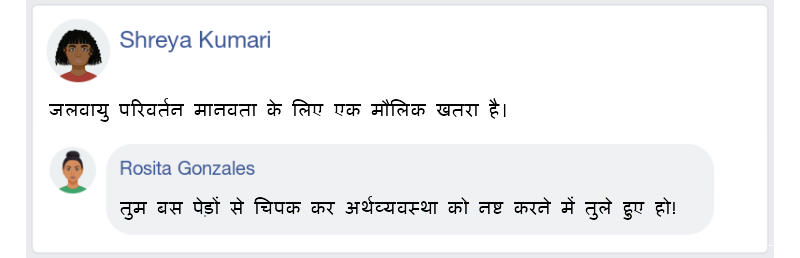 Shreya Kumari
जलवायु परिवर्तन मानवता के लिए एक मौलिक खतरा है।
Rosita Gonzales
तुम बस पेड़ों से चिपक कर अर्थव्यवस्था को नष्ट करने में तुले हुए हो!